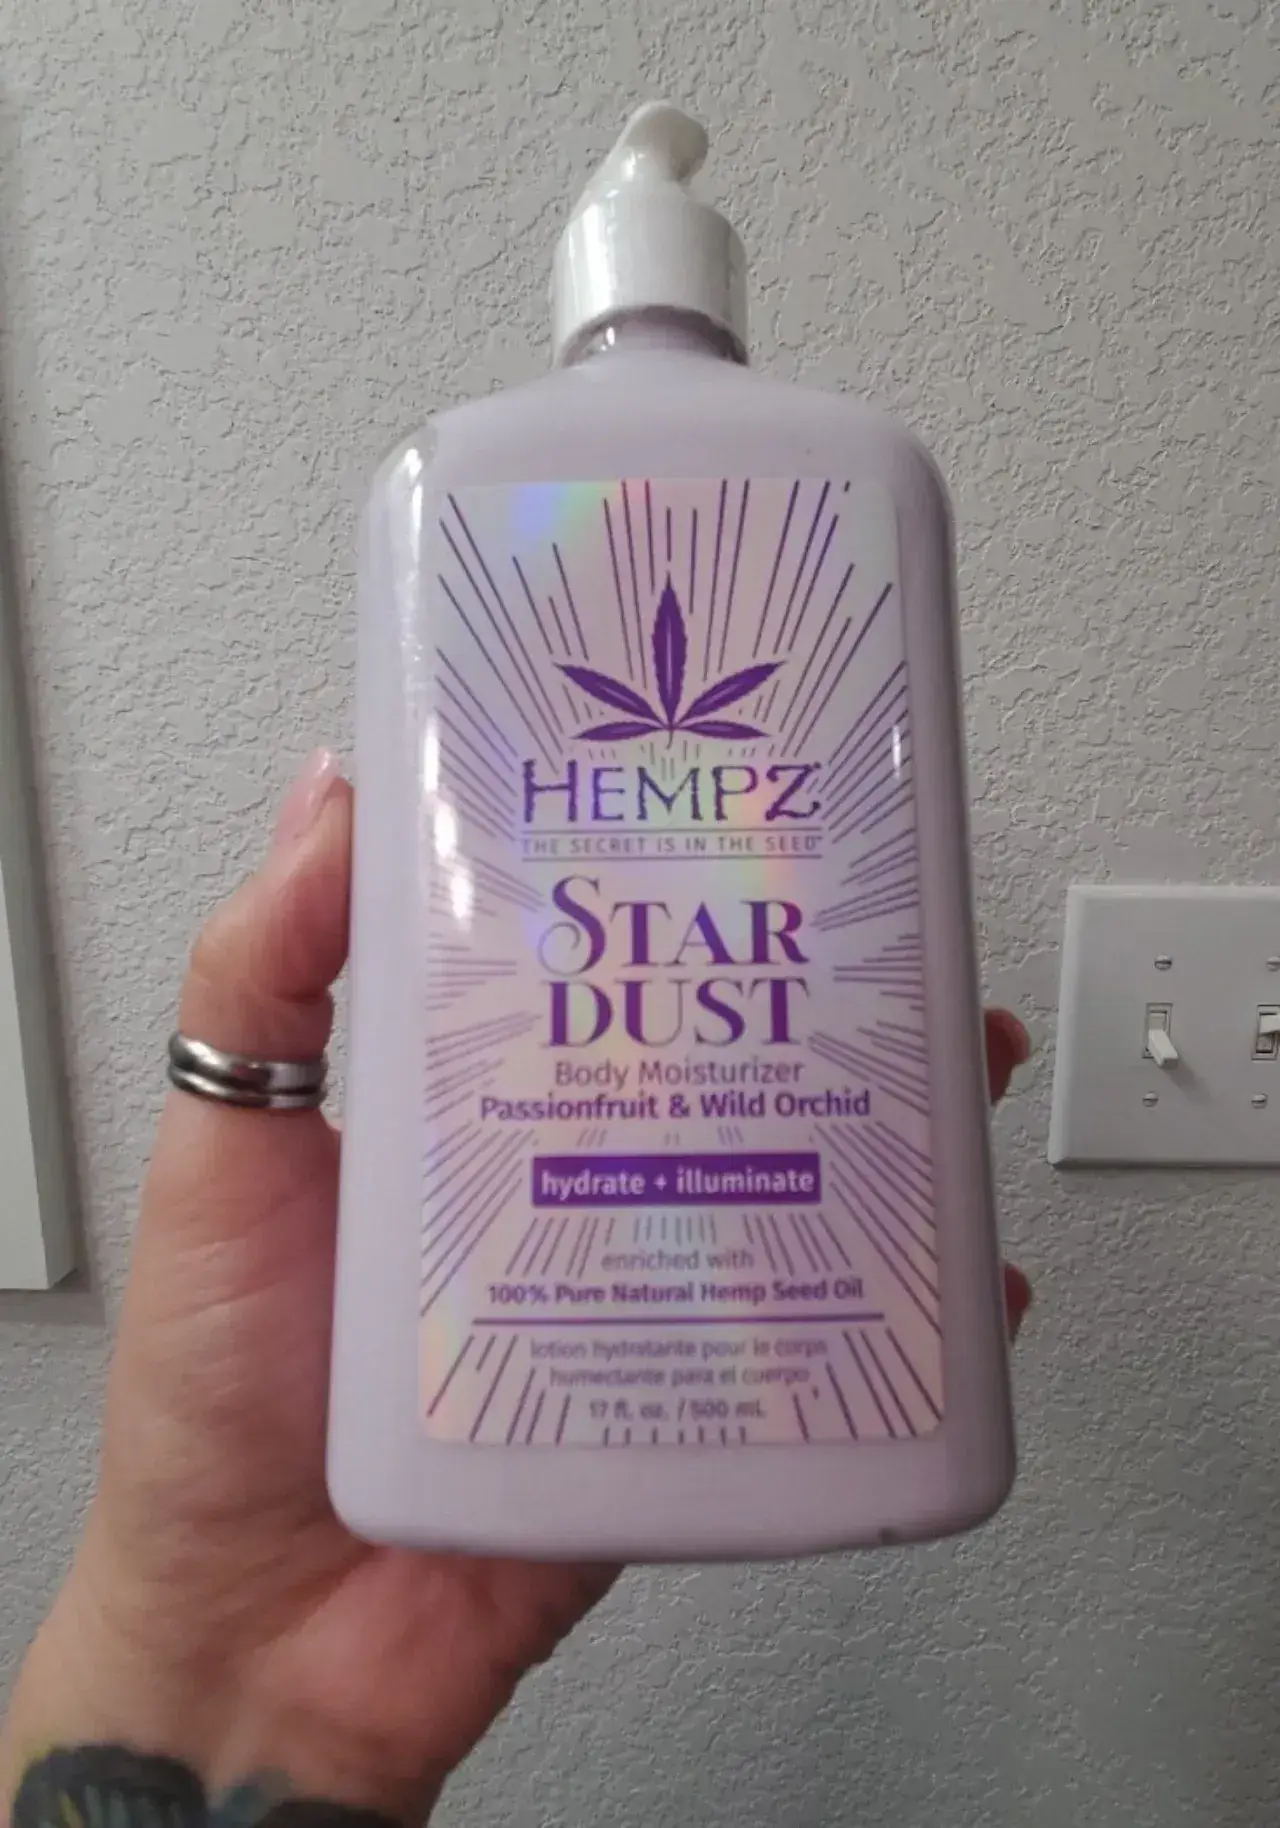 HEMPZ
THE SECRET IS IN THE SEED™
STAR
DUST
Body Moisturizer
Passionfruit & Wild Orchid
hydrate + illuminate
enriched with
100% Pure Natural Hemp Seed Oil
lotion hydratante pour le corps
humectante para el cuerpo
17 fl. oz. / 500 mL